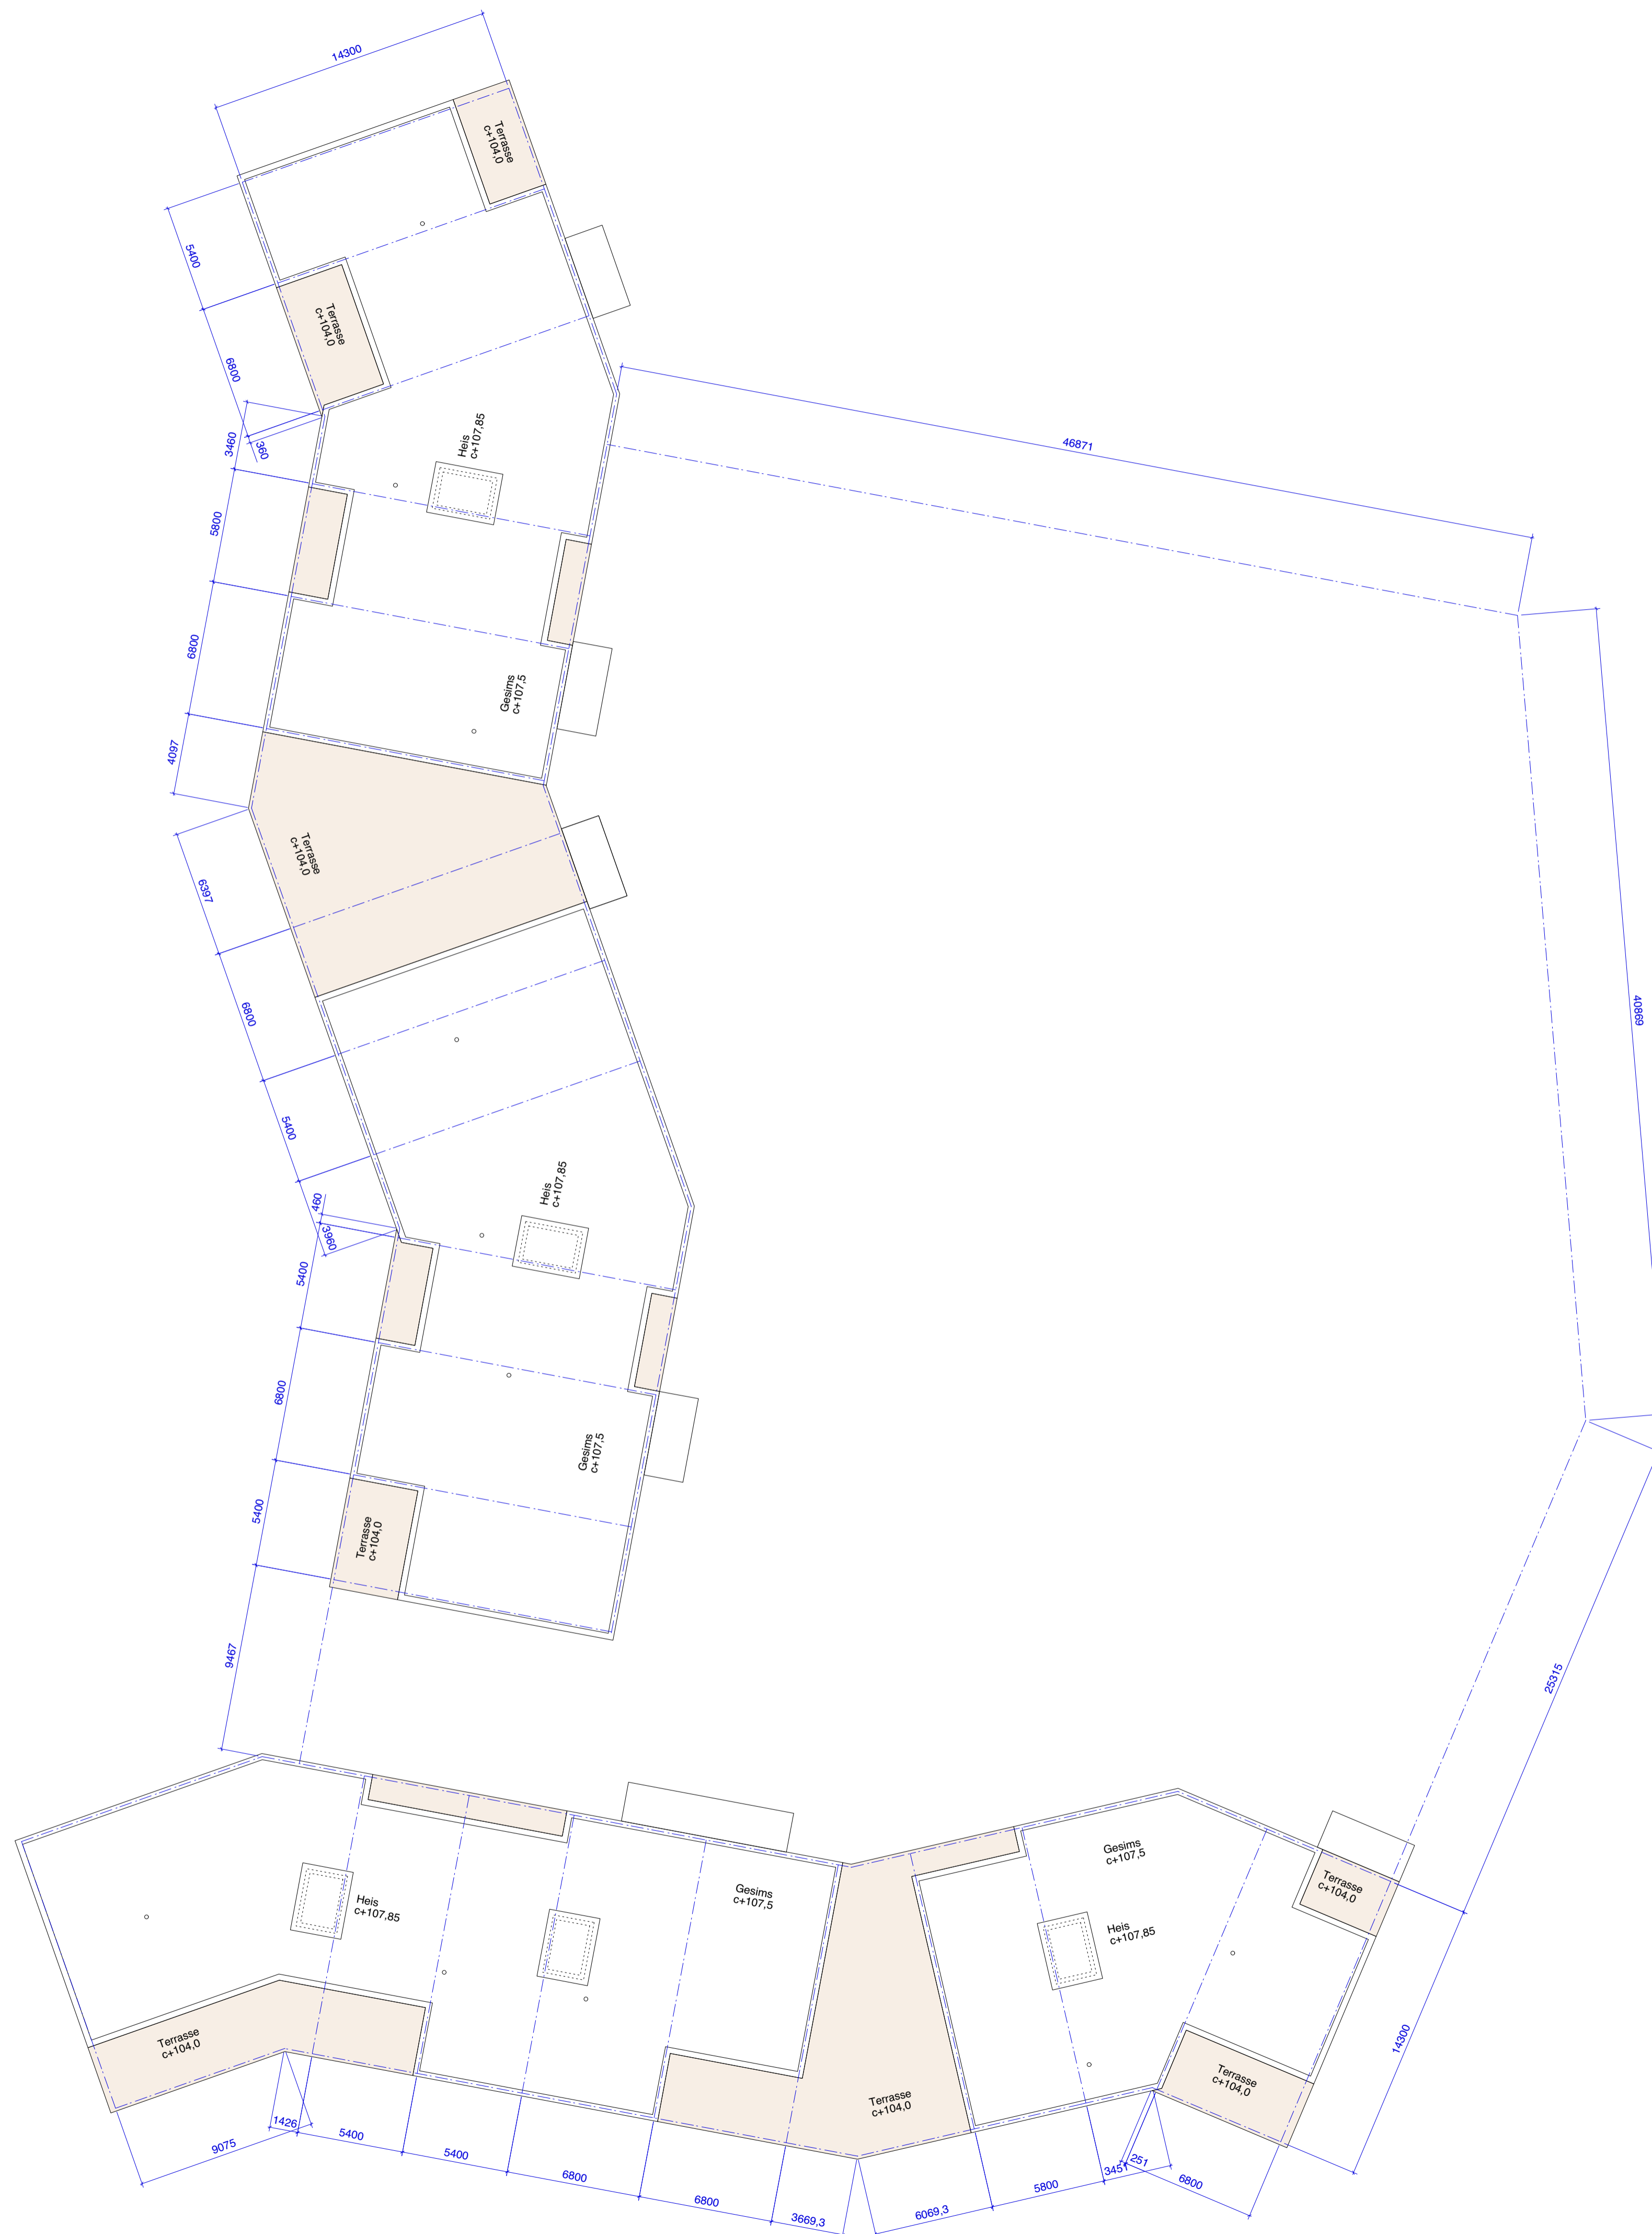 14300
Terrasse
c+104,0
5400
Terrasse
c+104,0
6800
3460
360
Heis
c+107,85
46871
5800
6800
Gesims
c+107,5
4097
Terrasse
c+104,0
6397
6800
40869
5400
Heis
c+107,85
460
3960
5400
6800
Gesims
c+107,5
5400
Terrasse
c+104,0
9467
25315
Gesims
c+107,5
Gesims
c+107,5
Terrasse
c+104,0
Heis
c+107,85
Heis
c+107,85
Terrasse
c+104,0
Terrasse
c+104,0
Terrasse
c+104,0
14300
1426
9075
5400
5400
6800
6800
3669,3
6069,3
5800
3451
251
6800